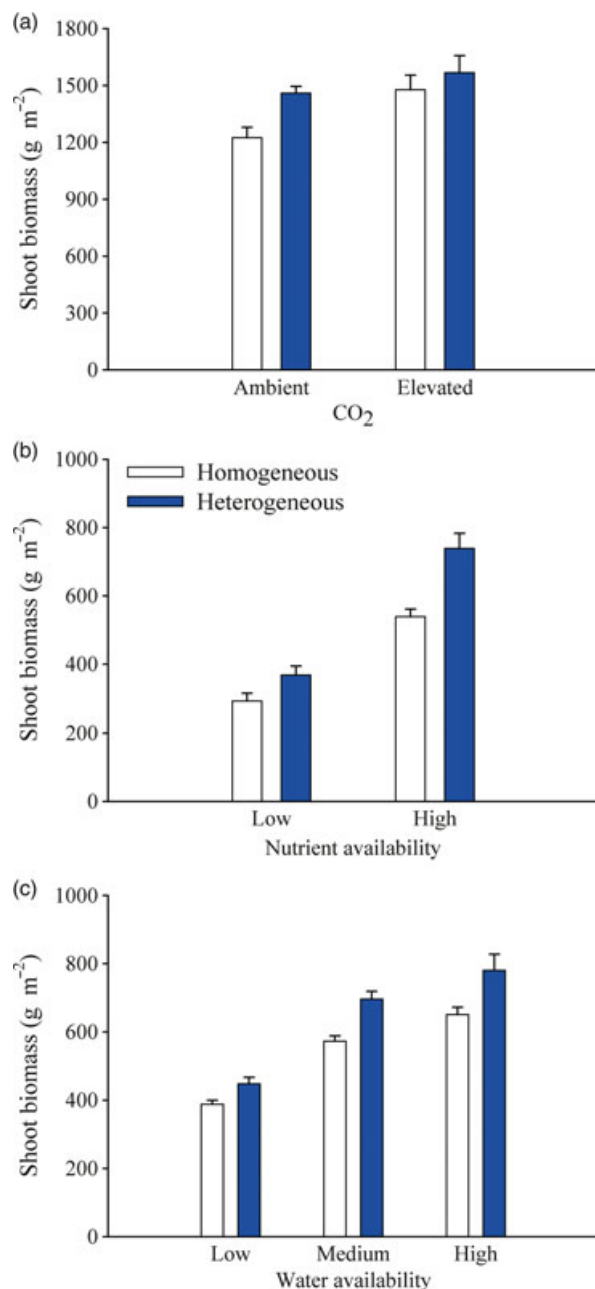 (a)
1800
1500
1200
900
600
300
0
Shoot biomass (g m⁻²)
Ambient Elevated
CO₂
(b)
1000
800
600
400
200
0
Shoot biomass (g m⁻²)
Homogeneous
Heterogeneous
Low High
Nutrient availability
(c)
1000
800
600
400
200
0
Shoot biomass (g m⁻²)
Low Medium High
Water availability